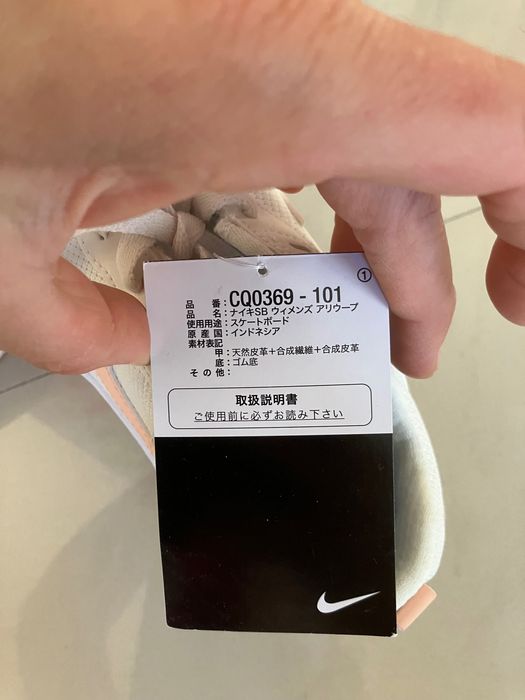 ①
品 番：CQ0369 - 101
品 名：ナイキSB ウィメンズ アリウープ
使用用途：スケートボード
原 産 国：インドネシア
素材表記
甲：天然皮革＋合成繊維＋合成皮革
底：ゴム底
そ の 他：
取扱説明書
ご使用前に必ずお読み下さい